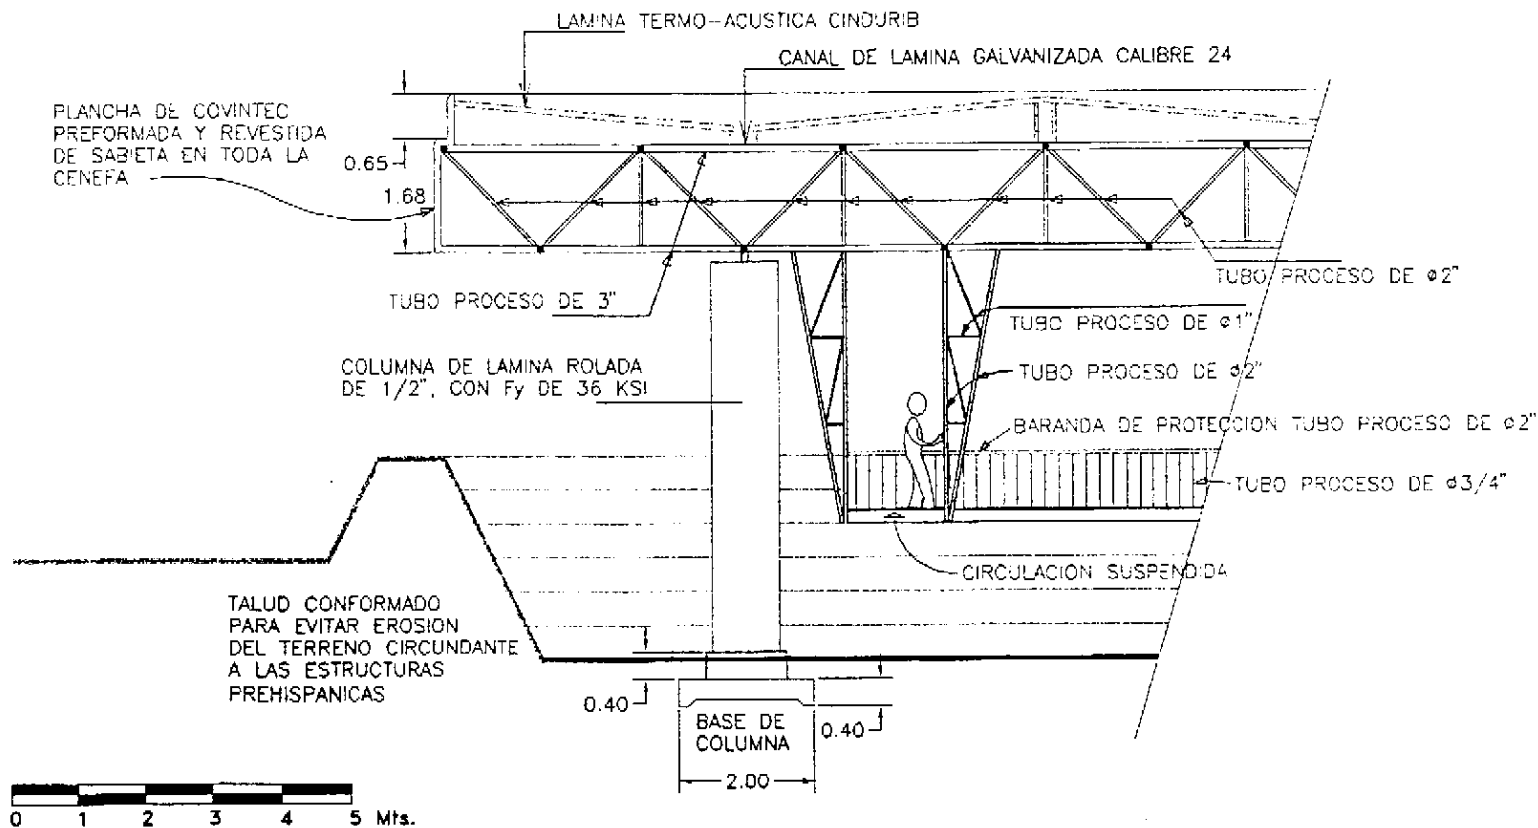 LAMINA TERMO-ACUSTICA CINDURIB
CANAL DE LAMINA GALVANIZADA CALIBRE 24
PLANCHA DE COVINTEC
PREFORMADA Y REVESTIDA
DE SABIETA EN TODA LA
CENEFA
0.65
1.68
TUBO PROCESO DE ø2"
TUBO PROCESO DE 3"
TUBO PROCESO DE ø1"
COLUMNA DE LAMINA ROLADA
DE 1/2", CON Fy DE 36 KSI
TUBO PROCESO DE ø2"
BARANDA DE PROTECCION TUBO PROCESO DE ø2"
TUBO PROCESO DE ø3/4"
CIRCULACION SUSPENDIDA
TALUD CONFORMADO
PARA EVITAR EROSION
DEL TERRENO CIRCUNDANTE
A LAS ESTRUCTURAS
PREHISPANICAS
0.40
BASE DE
COLUMNA
0.40
2.00
0 1 2 3 4 5 Mts.